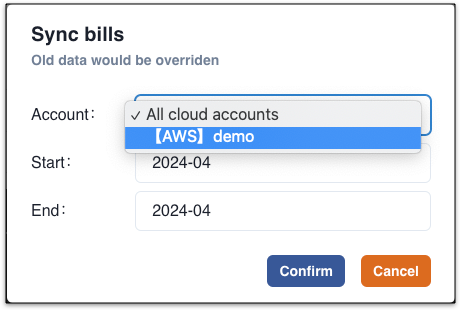 Sync bills
Old data would be overriden
Account：
✓ All cloud accounts
【AWS】demo
Start：
2024-04
End：
2024-04
Confirm
Cancel